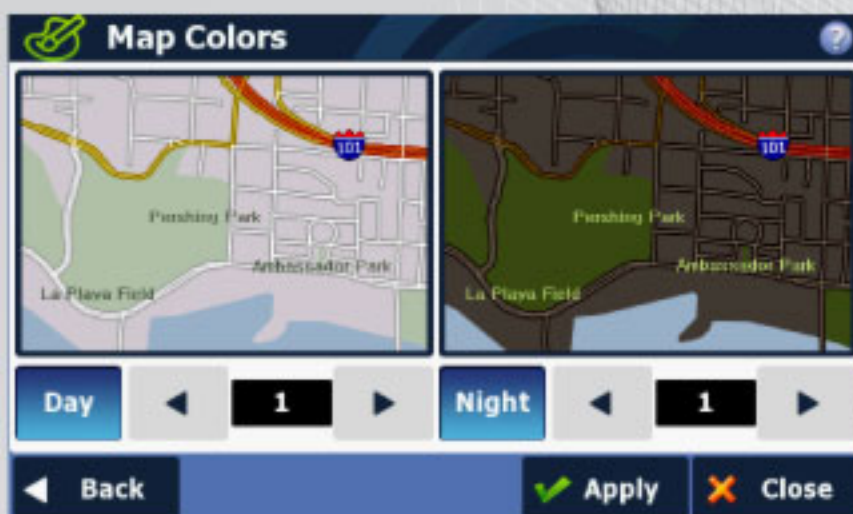 Map Colors
?
101
Pershing Park
Ambassador Park
La Playa Field
101
Pershing Park
Ambassador Park
La Playa Field
Day
1
Night
1
Back
Apply
Close